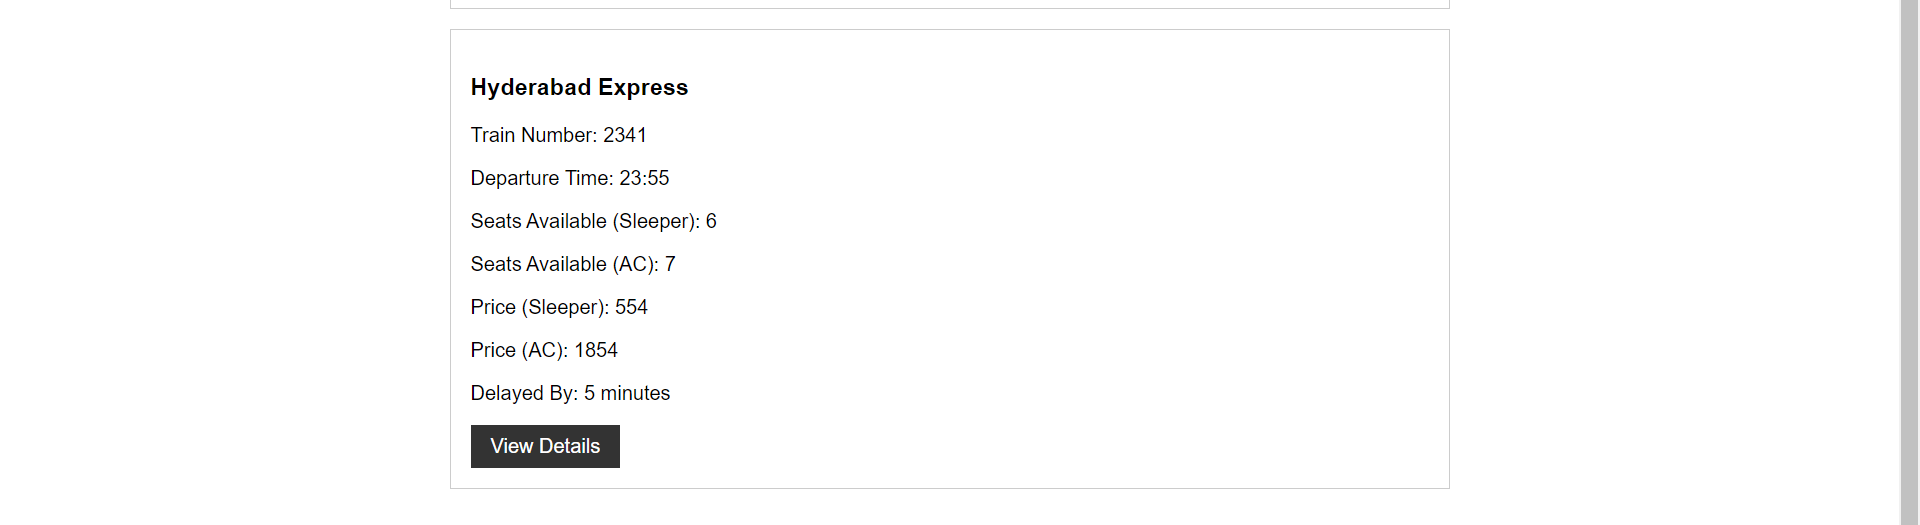 Hyderabad Express
Train Number: 2341
Departure Time: 23:55
Seats Available (Sleeper): 6
Seats Available (AC): 7
Price (Sleeper): 554
Price (AC): 1854
Delayed By: 5 minutes
View Details